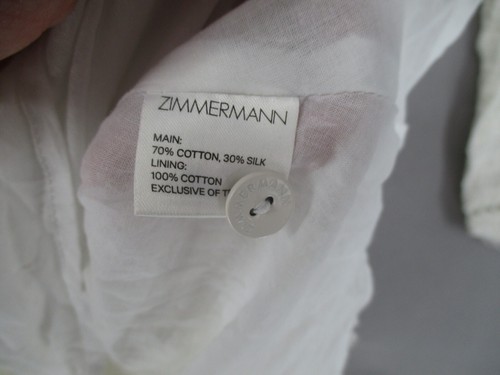 ZIMMERMANN
MAIN:
70% COTTON, 30% SILK
LINING:
100% COTTON
EXCLUSIVE OF